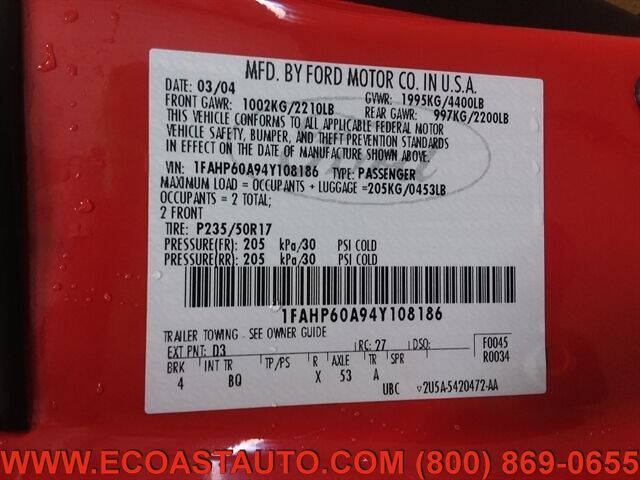 MFD. BY FORD MOTOR CO. IN U.S.A.
DATE: 03/04 GVWR: 1995KG/4400LB
FRONT GAWR: 1002KG/2210LB REAR GAWR: 997KG/2200LB
THIS VEHICLE CONFORMS TO ALL APPLICABLE FEDERAL MOTOR
VEHICLE SAFETY, BUMPER, AND THEFT PREVENTION STANDARDS
IN EFFECT ON THE DATE OF MANUFACTURE SHOWN ABOVE.
VIN: 1FAHP60A94Y108186 TYPE: PASSENGER
MAXIMUM LOAD = OCCUPANTS + LUGGAGE =205KG/0453LB
OCCUPANTS = 2 TOTAL;
2 FRONT
TIRE: P235/50R17
PRESSURE(FR): 205 kPa/30 PSI COLD
PRESSURE(RR): 205 kPa/30 PSI COLD
1FAHP60A94Y108186
TRAILER TOWING - SEE OWNER GUIDE
EXT PNT: D3 RC: 27 DSO: F0045
R0034
BRK INT TR TP/PS R AXLE TR SPR
4 BQ X 53 A
UBC 2U5A-5420472-AA
WWW.ECOASTAUTO.COM (800) 869-0655